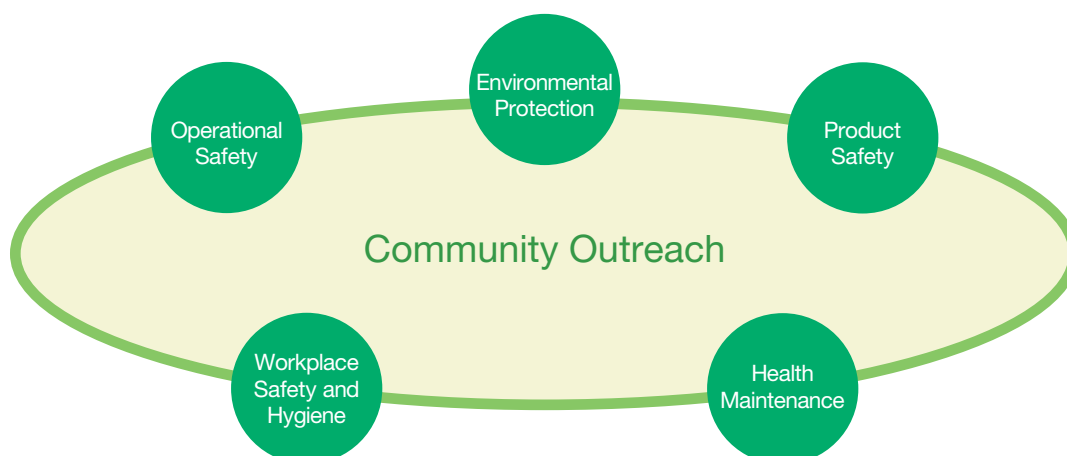 Environmental
Protection
Operational
Safety
Product
Safety
Community Outreach
Workplace
Safety and
Hygiene
Health
Maintenance